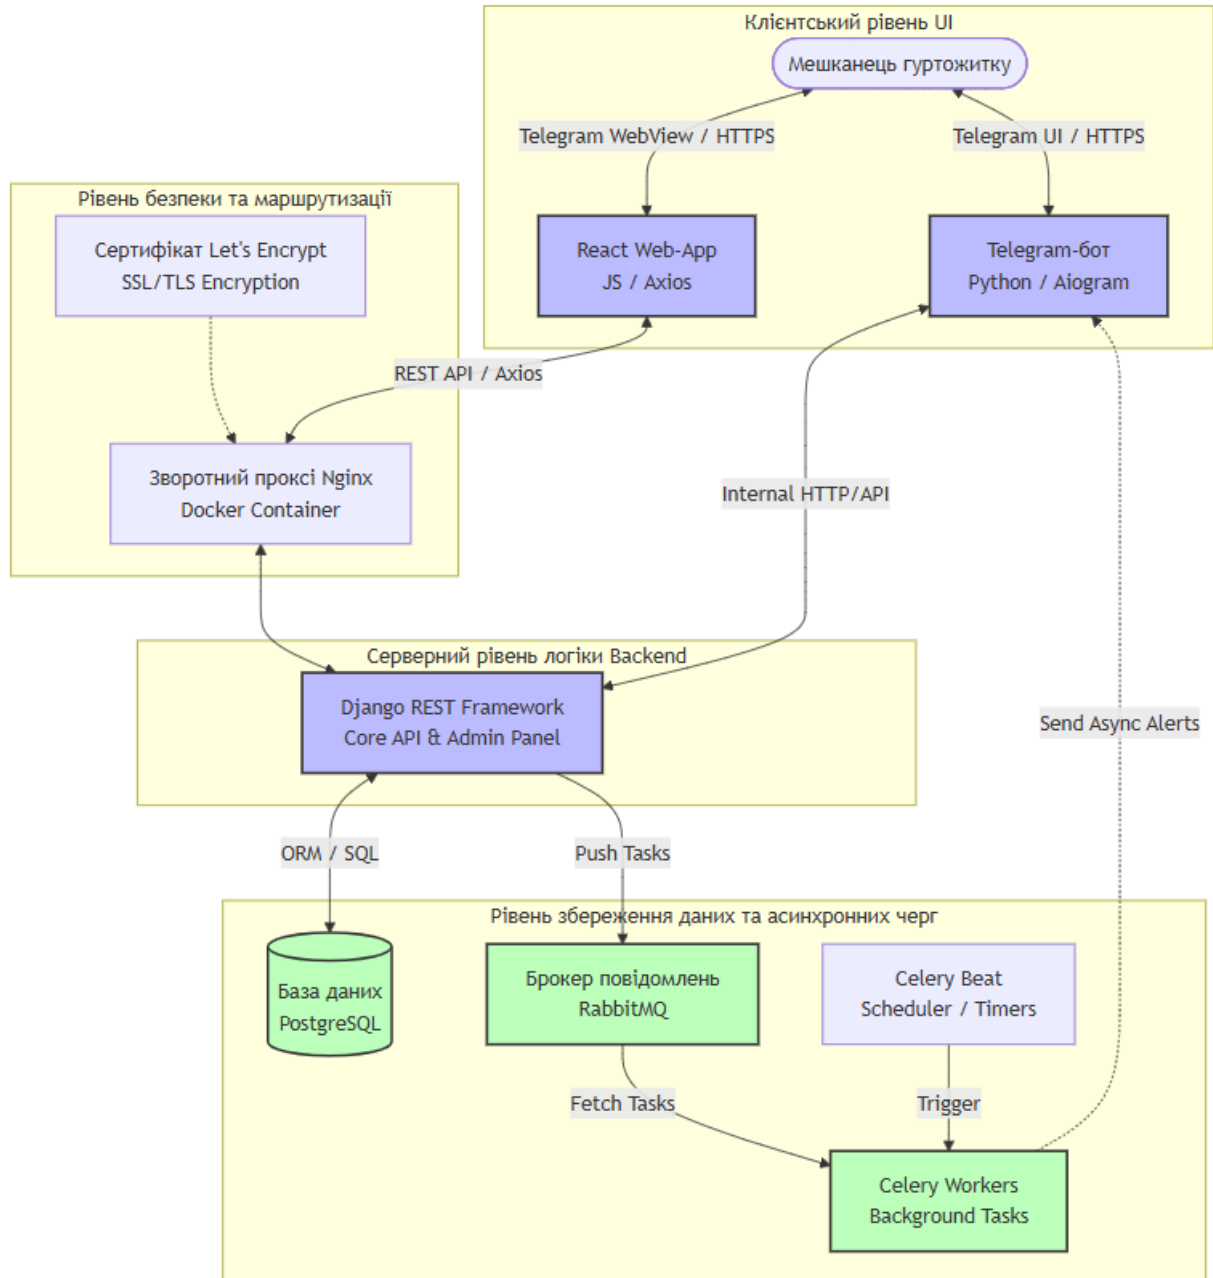 Клієнтський рівень UI
Мешканець гуртожитку
Telegram WebView / HTTPS
Telegram UI / HTTPS
React Web-App
JS / Axios
Telegram-бот
Python / Aiogram
Рівень безпеки та маршрутизації
Сертифікат Let's Encrypt
SSL/TLS Encryption
REST API / Axios
Зворотний проксі Nginx
Docker Container
Internal HTTP/API
Серверний рівень логіки Backend
Django REST Framework
Core API & Admin Panel
Send Async Alerts
ORM / SQL
Push Tasks
Рівень збереження даних та асинхронних черг
База даних
PostgreSQL
Брокер повідомлень
RabbitMQ
Celery Beat
Scheduler / Timers
Fetch Tasks
Trigger
Celery Workers
Background Tasks